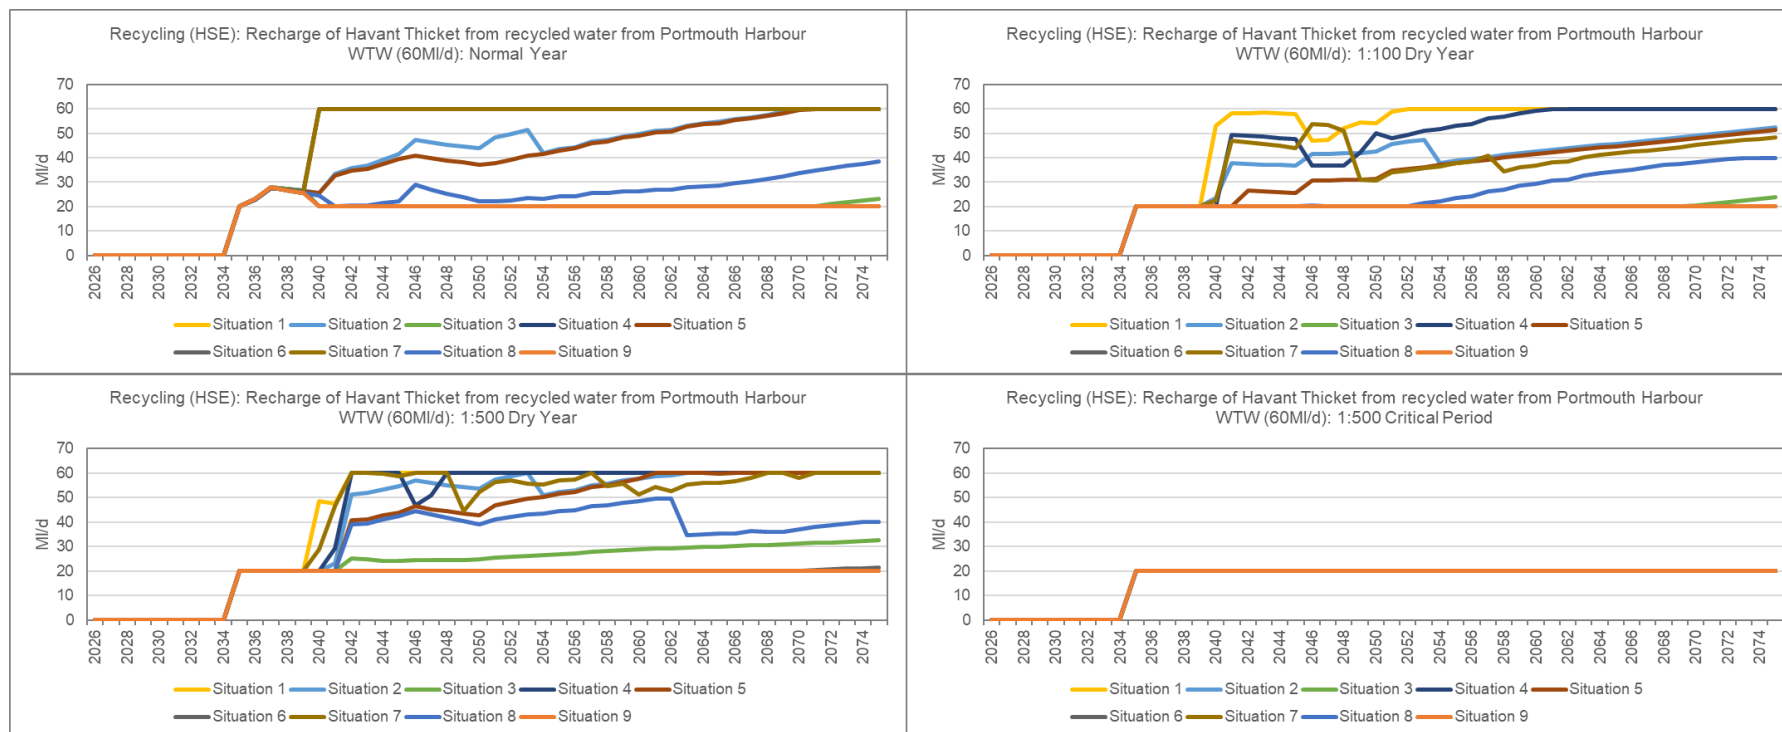 Recycling (HSE): Recharge of Havant Thicket from recycled water from Portmouth Harbour
WTW (60Ml/d): Normal Year
70
60
50
40
30
20
10
0
Ml/d
2026 2028 2030 2032 2034 2036 2038 2040 2042 2044 2046 2048 2050 2052 2054 2056 2058 2060 2062 2064 2066 2068 2070 2072 2074
Situation 1 Situation 2 Situation 3 Situation 4 Situation 5
Situation 6 Situation 7 Situation 8 Situation 9
Recycling (HSE): Recharge of Havant Thicket from recycled water from Portmouth Harbour
WTW (60Ml/d): 1:100 Dry Year
70
60
50
40
30
20
10
0
Ml/d
2026 2028 2030 2032 2034 2036 2038 2040 2042 2044 2046 2048 2050 2052 2054 2056 2058 2060 2062 2064 2066 2068 2070 2072 2074
Situation 1 Situation 2 Situation 3 Situation 4 Situation 5
Situation 6 Situation 7 Situation 8 Situation 9
Recycling (HSE): Recharge of Havant Thicket from recycled water from Portmouth Harbour
WTW (60Ml/d): 1:500 Dry Year
70
60
50
40
30
20
10
0
Ml/d
2026 2028 2030 2032 2034 2036 2038 2040 2042 2044 2046 2048 2050 2052 2054 2056 2058 2060 2062 2064 2066 2068 2070 2072 2074
Situation 1 Situation 2 Situation 3 Situation 4 Situation 5
Situation 6 Situation 7 Situation 8 Situation 9
Recycling (HSE): Recharge of Havant Thicket from recycled water from Portmouth Harbour
WTW (60Ml/d): 1:500 Critical Period
70
60
50
40
30
20
10
0
Ml/d
2026 2028 2030 2032 2034 2036 2038 2040 2042 2044 2046 2048 2050 2052 2054 2056 2058 2060 2062 2064 2066 2068 2070 2072 2074
Situation 1 Situation 2 Situation 3 Situation 4 Situation 5
Situation 6 Situation 7 Situation 8 Situation 9